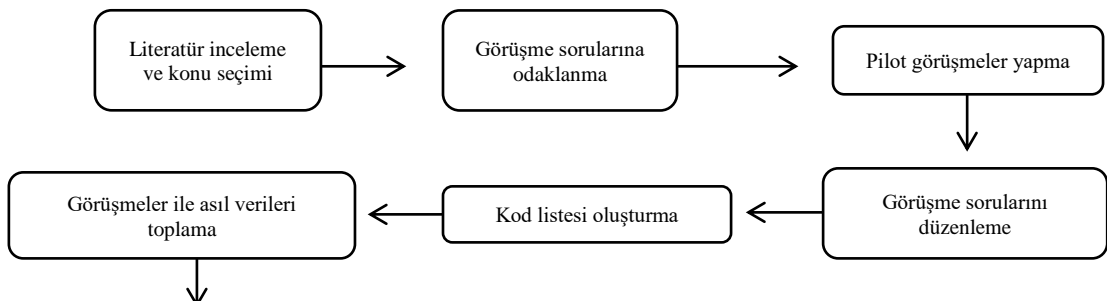 Literatür inceleme
ve konu seçimi
Görüşme sorularına
odaklanma
Pilot görüşmeler yapma
Görüşme sorularını
düzenleme
Kod listesi oluşturma
Görüşmeler ile asıl verileri
toplama